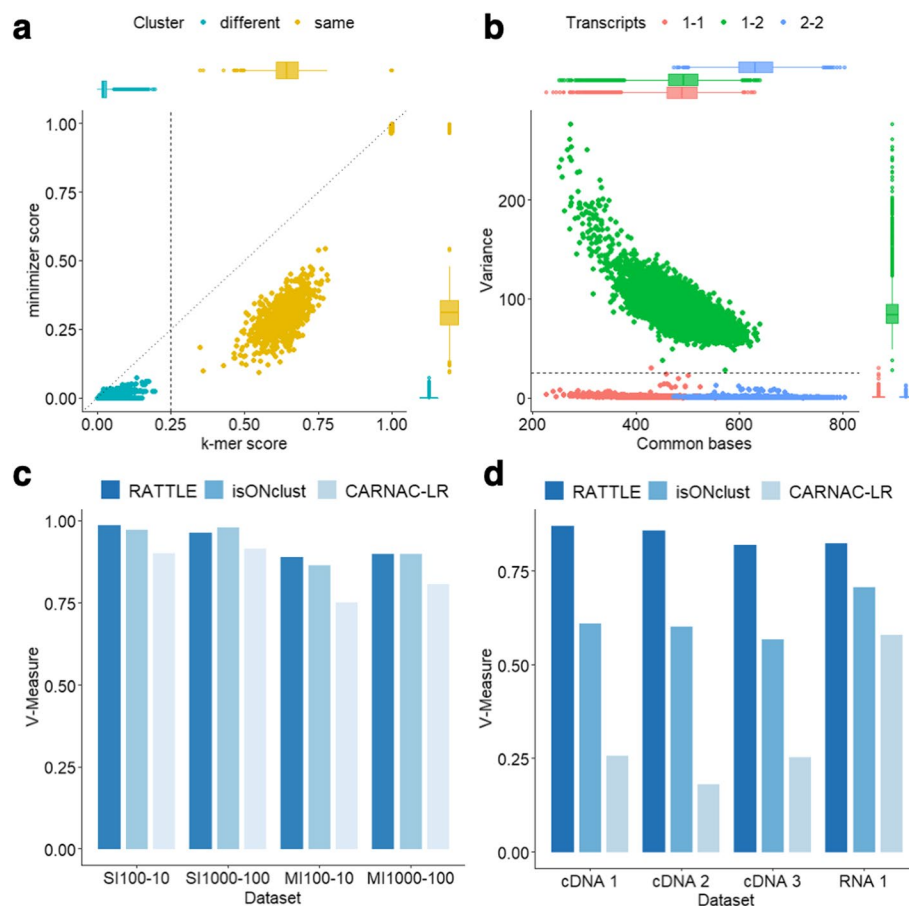 a
Cluster different same
1.00
0.75
0.50
0.25
0.00
minimizer score
0.00 0.25 0.50 0.75 1.00
k-mer score
b
Transcripts 1-1 1-2 2-2
200
100
0
Variance
200 400 600 800
Common bases
c
RATTLE isONclust CARNAC-LR
1.00
0.75
0.50
0.25
0.00
V-Measure
SI100-10 SI1000-100 MI100-10 MI1000-100
Dataset
d
RATTLE isONclust CARNAC-LR
0.75
0.50
0.25
0.00
V-Measure
cDNA 1 cDNA 2 cDNA 3 RNA 1
Dataset